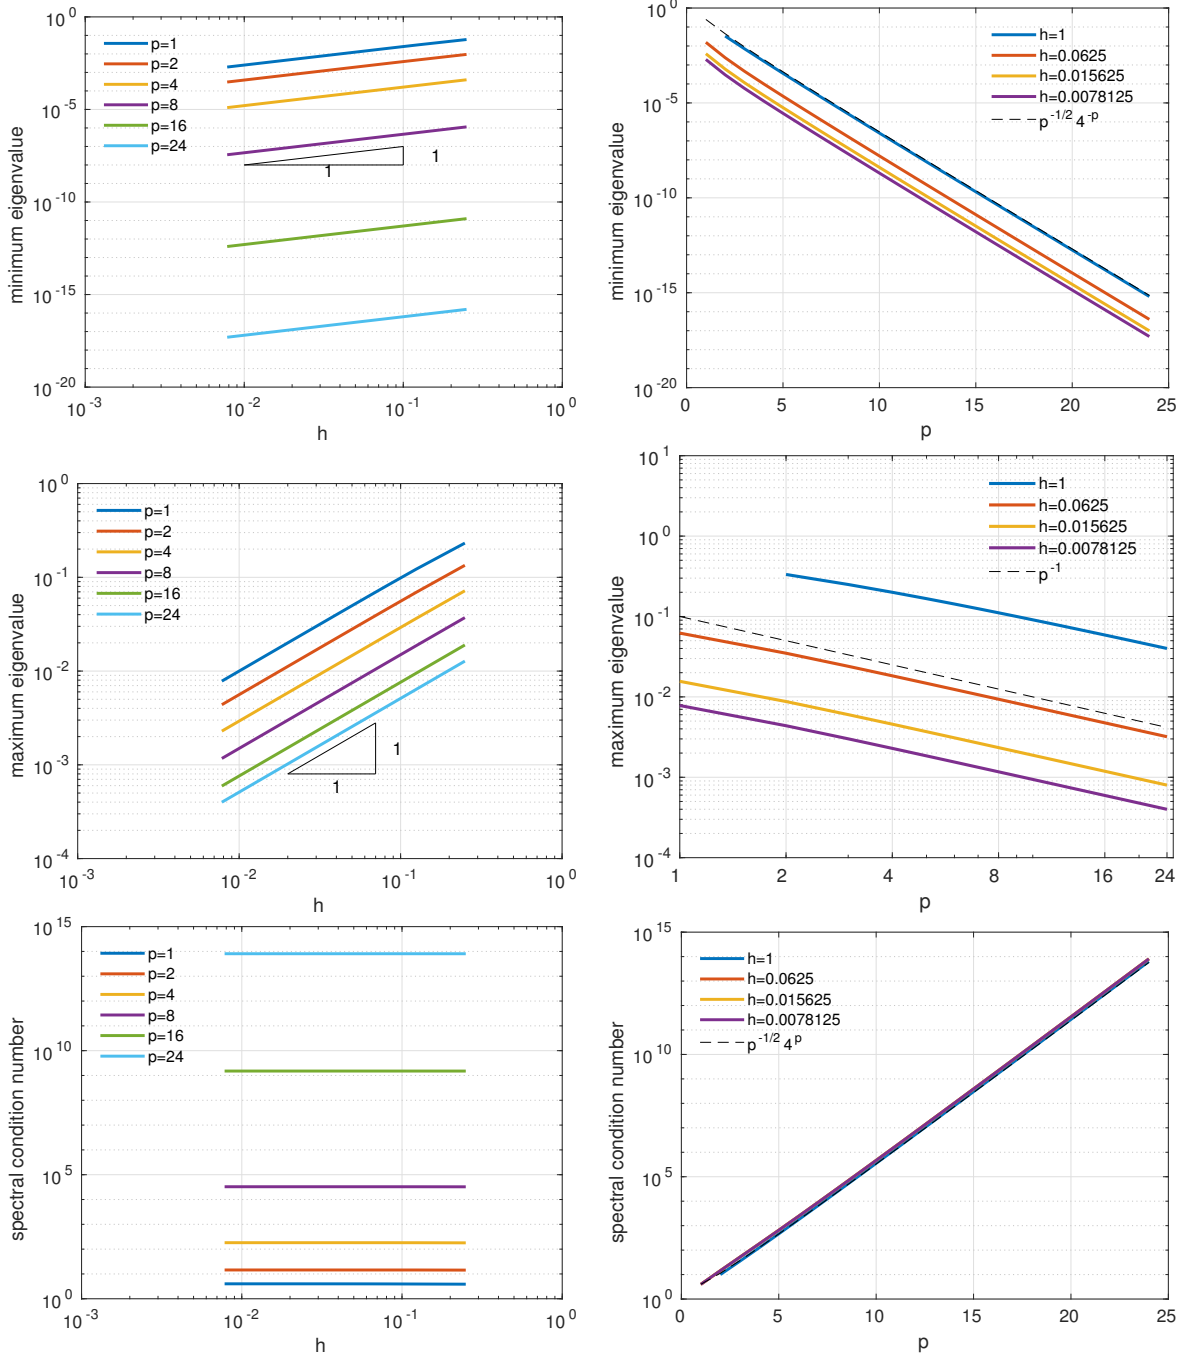 10^0
10^-5
10^-10
10^-15
10^-20
minimum eigenvalue
p=1
p=2
p=4
p=8
p=16
p=24
1
1
10^-3
10^-2
10^-1
10^0
h
10^0
10^-5
10^-10
10^-15
10^-20
minimum eigenvalue
h=1
h=0.0625
h=0.015625
h=0.0078125
p^-1/2 4^-p
0
5
10
15
20
25
p
10^0
10^-1
10^-2
10^-3
10^-4
maximum eigenvalue
p=1
p=2
p=4
p=8
p=16
p=24
1
1
10^-3
10^-2
10^-1
10^0
h
10^1
10^0
10^-1
10^-2
10^-3
10^-4
maximum eigenvalue
h=1
h=0.0625
h=0.015625
h=0.0078125
p^-1
1
2
4
8
16
24
p
10^15
10^10
10^5
10^0
spectral condition number
p=1
p=2
p=4
p=8
p=16
p=24
10^-3
10^-2
10^-1
10^0
h
10^15
10^10
10^5
10^0
spectral condition number
h=1
h=0.0625
h=0.015625
h=0.0078125
p^-1/2 4^p
0
5
10
15
20
25
p